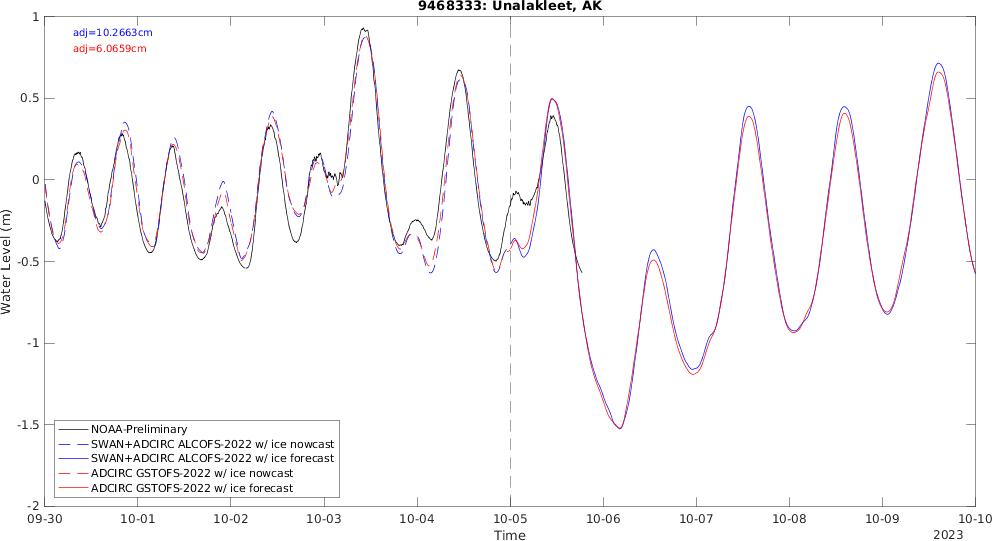 9468333: Unalakleet, AK
adj=10.2663cm
adj=6.0659cm
1
0.5
0
-0.5
-1
-1.5
-2
Water Level (m)
NOAA-Preliminary
SWAN+ADCIRC ALCOFS-2022 w/ ice nowcast
SWAN+ADCIRC ALCOFS-2022 w/ ice forecast
ADCIRC GSTOFS-2022 w/ ice nowcast
ADCIRC GSTOFS-2022 w/ ice forecast
09-30 10-01 10-02 10-03 10-04 10-05 10-06 10-07 10-08 10-09 10-10
Time
2023